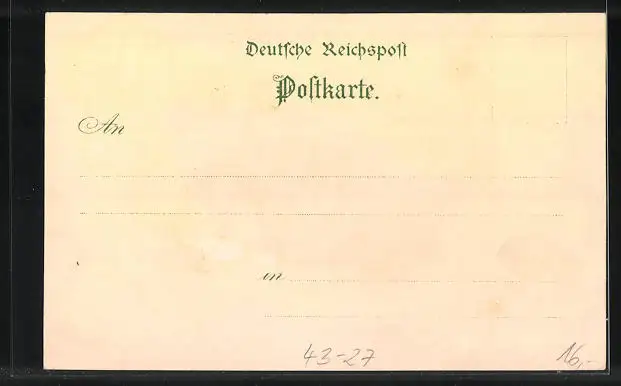 Deutſche Reichspoſt
Poſtkarte.
An
in
43-27
16,-